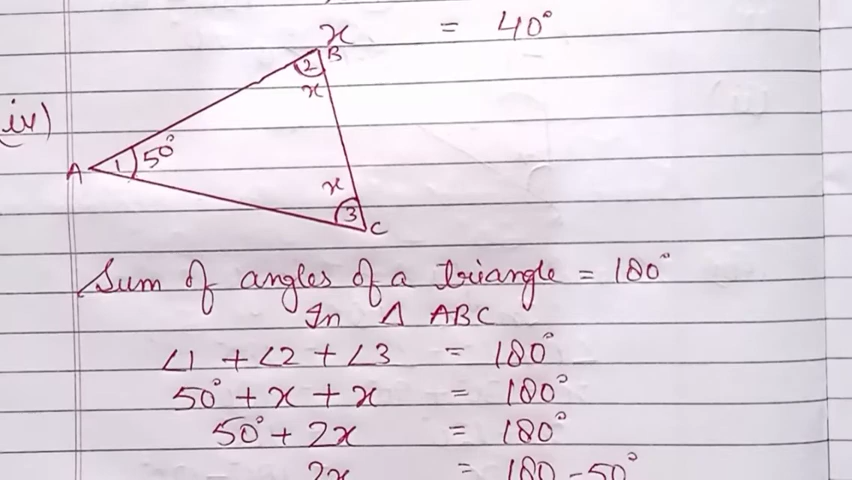 x = 40°
B
2
x
iv)
A 1 50°
x
3
C
Sum of angles of a triangle = 180°
In Δ ABC
∠1 + ∠2 + ∠3 = 180°
50° + x + x = 180°
50° + 2x = 180°
2x = 180 - 50°